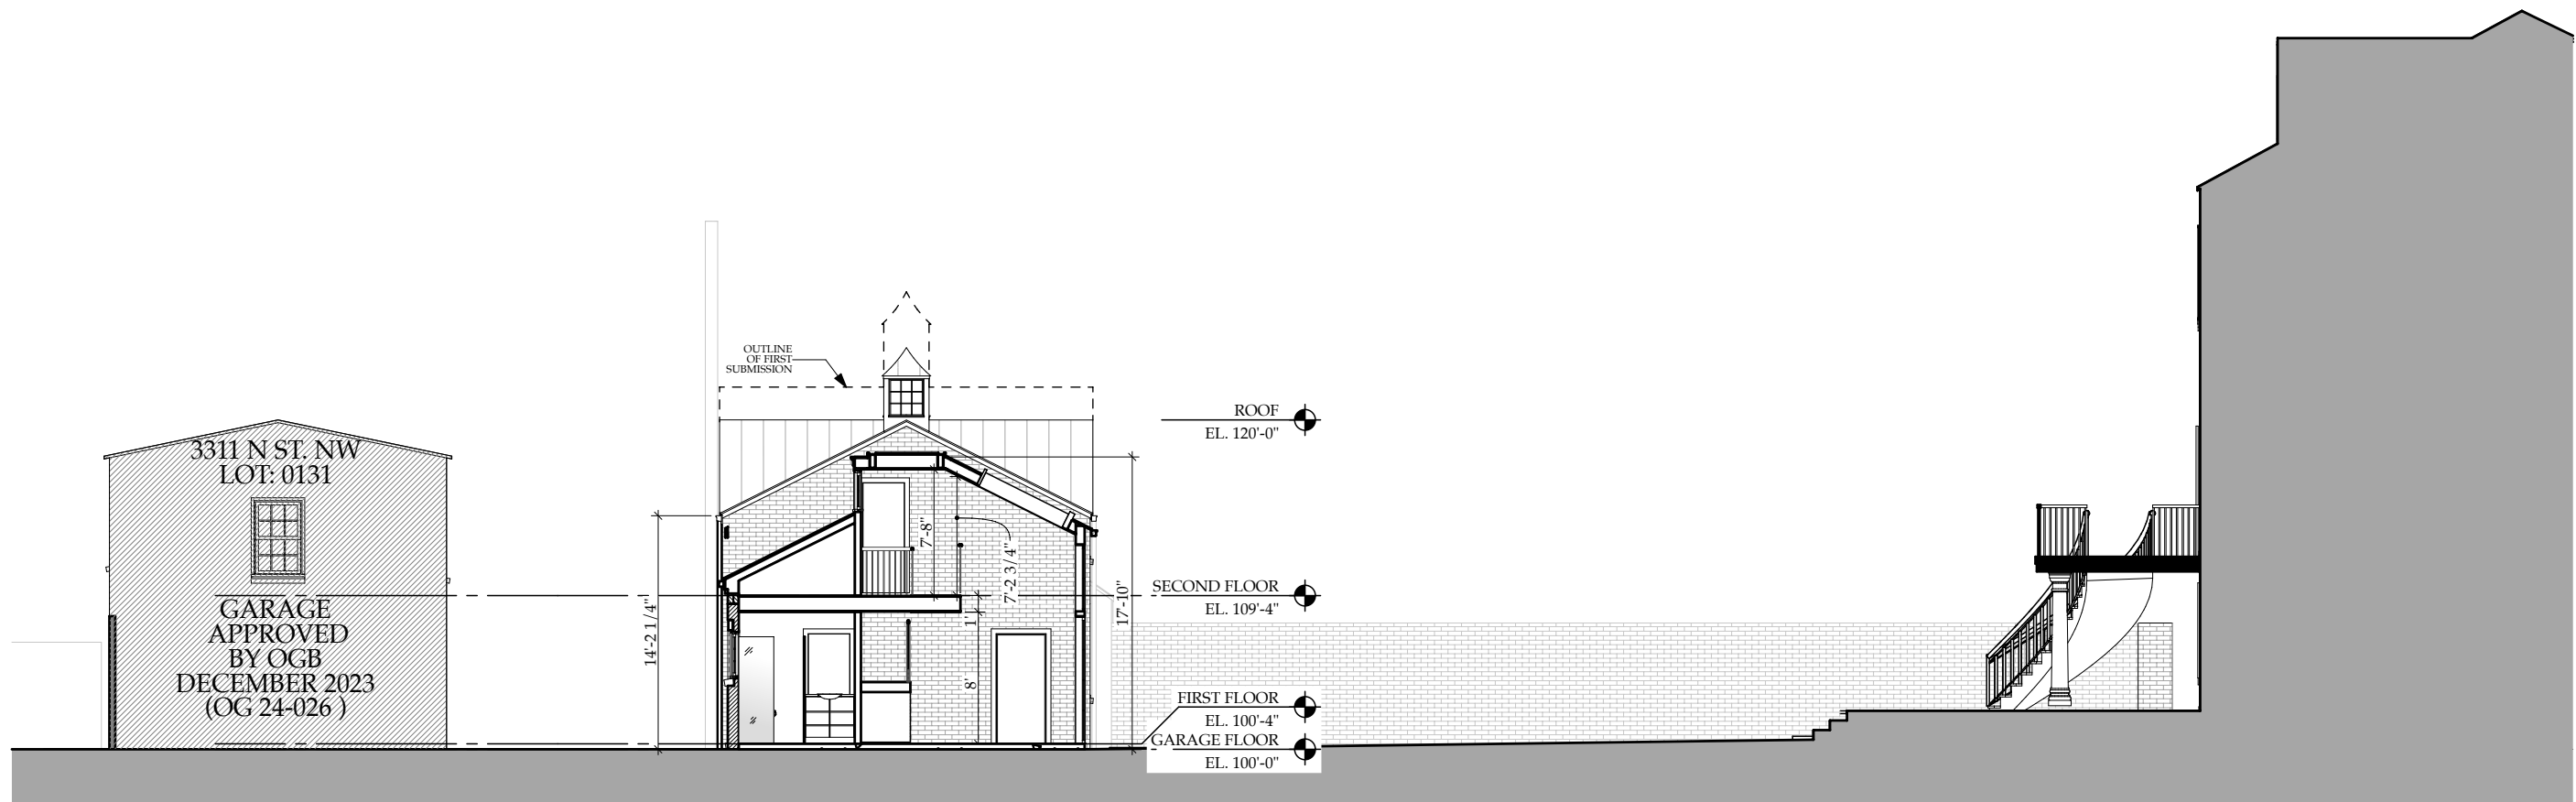 OUTLINE
OF FIRST
SUBMISSION
ROOF
EL. 120'-0"
3311 N ST. NW
LOT: 0131
7'-8"
7'-2 3/4"
SECOND FLOOR
EL. 109'-4"
14'-2 1/4"
17'-10"
1'
8'
GARAGE
APPROVED
BY OGB
DECEMBER 2023
(OG 24-026 )
FIRST FLOOR
EL. 100'-4"
GARAGE FLOOR
EL. 100'-0"